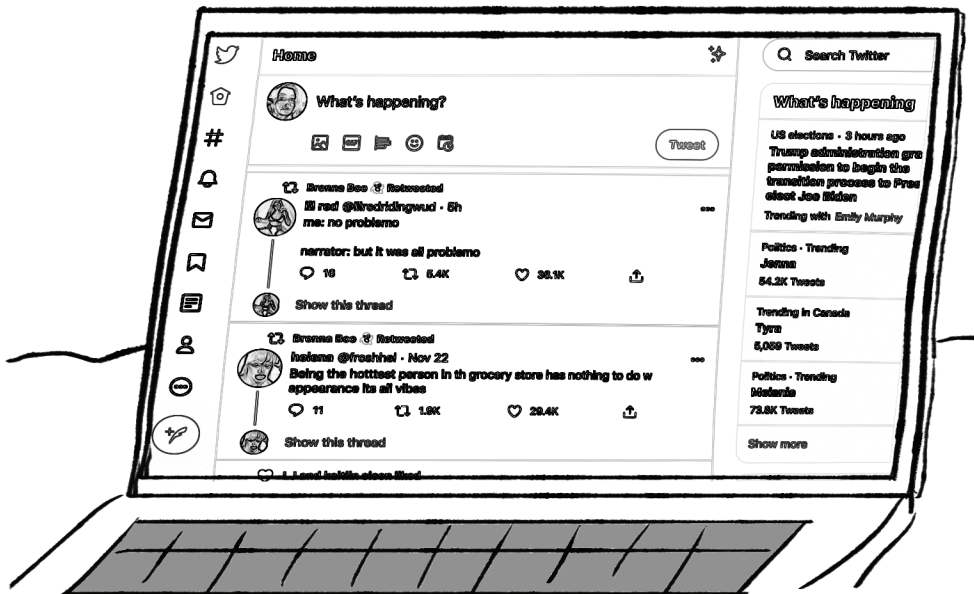 Home
What's happening?
GIF
Tweet
Brenna Bee Retweeted
lil red @lilredridingwud · 5h
me: no problemo
narrator: but it was all problemo
16 5.4K 36.1K
Show this thread
Brenna Bee Retweeted
helena @freshhel · Nov 22
Being the hotttest person in th grocery store has nothing to do w
appearance its all vibes
11 1.9K 29.4K
Show this thread
liked
Search Twitter
What's happening
US elections · 3 hours ago
Trump administration gra
permission to begin the
transition process to Pres
elect Joe Biden
Trending with Emily Murphy
Politics · Trending
Jenna
54.2K Tweets
Trending in Canada
Tyra
5,059 Tweets
Politics · Trending
Melania
73.8K Tweets
Show more